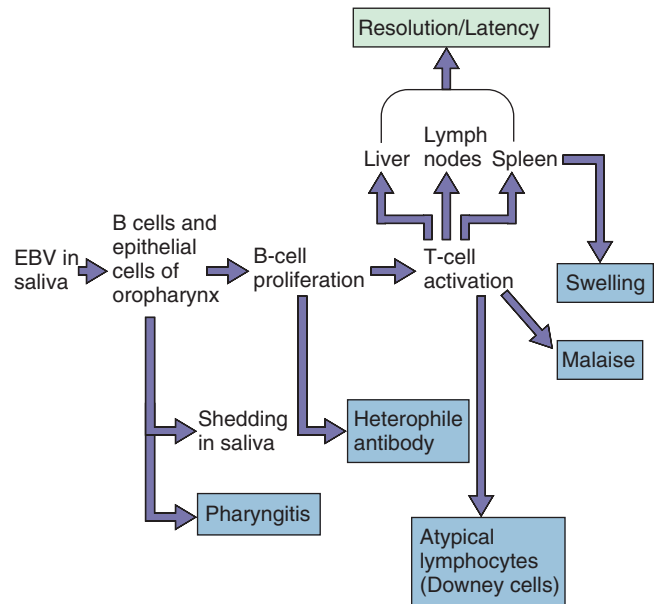 Resolution/Latency
Liver
Lymph
nodes
Spleen
EBV in
saliva
B cells and
epithelial
cells of
oropharynx
B-cell
proliferation
T-cell
activation
Swelling
Malaise
Shedding
in saliva
Heterophile
antibody
Pharyngitis
Atypical
lymphocytes
(Downey cells)